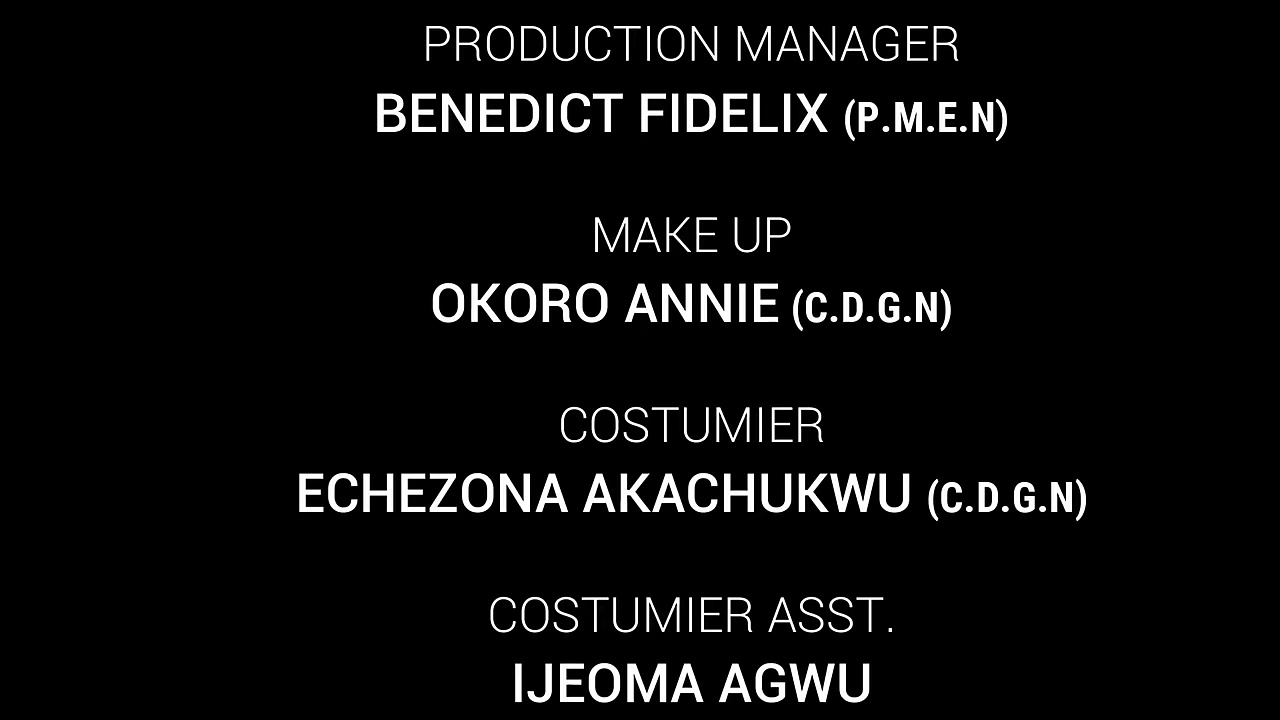 PRODUCTION MANAGER
BENEDICT FIDELIX (P.M.E.N)
MAKE UP
OKORO ANNIE (C.D.G.N)
COSTUMIER
ECHEZONA AKACHUKWU (C.D.G.N)
COSTUMIER ASST.
IJEOMA AGWU